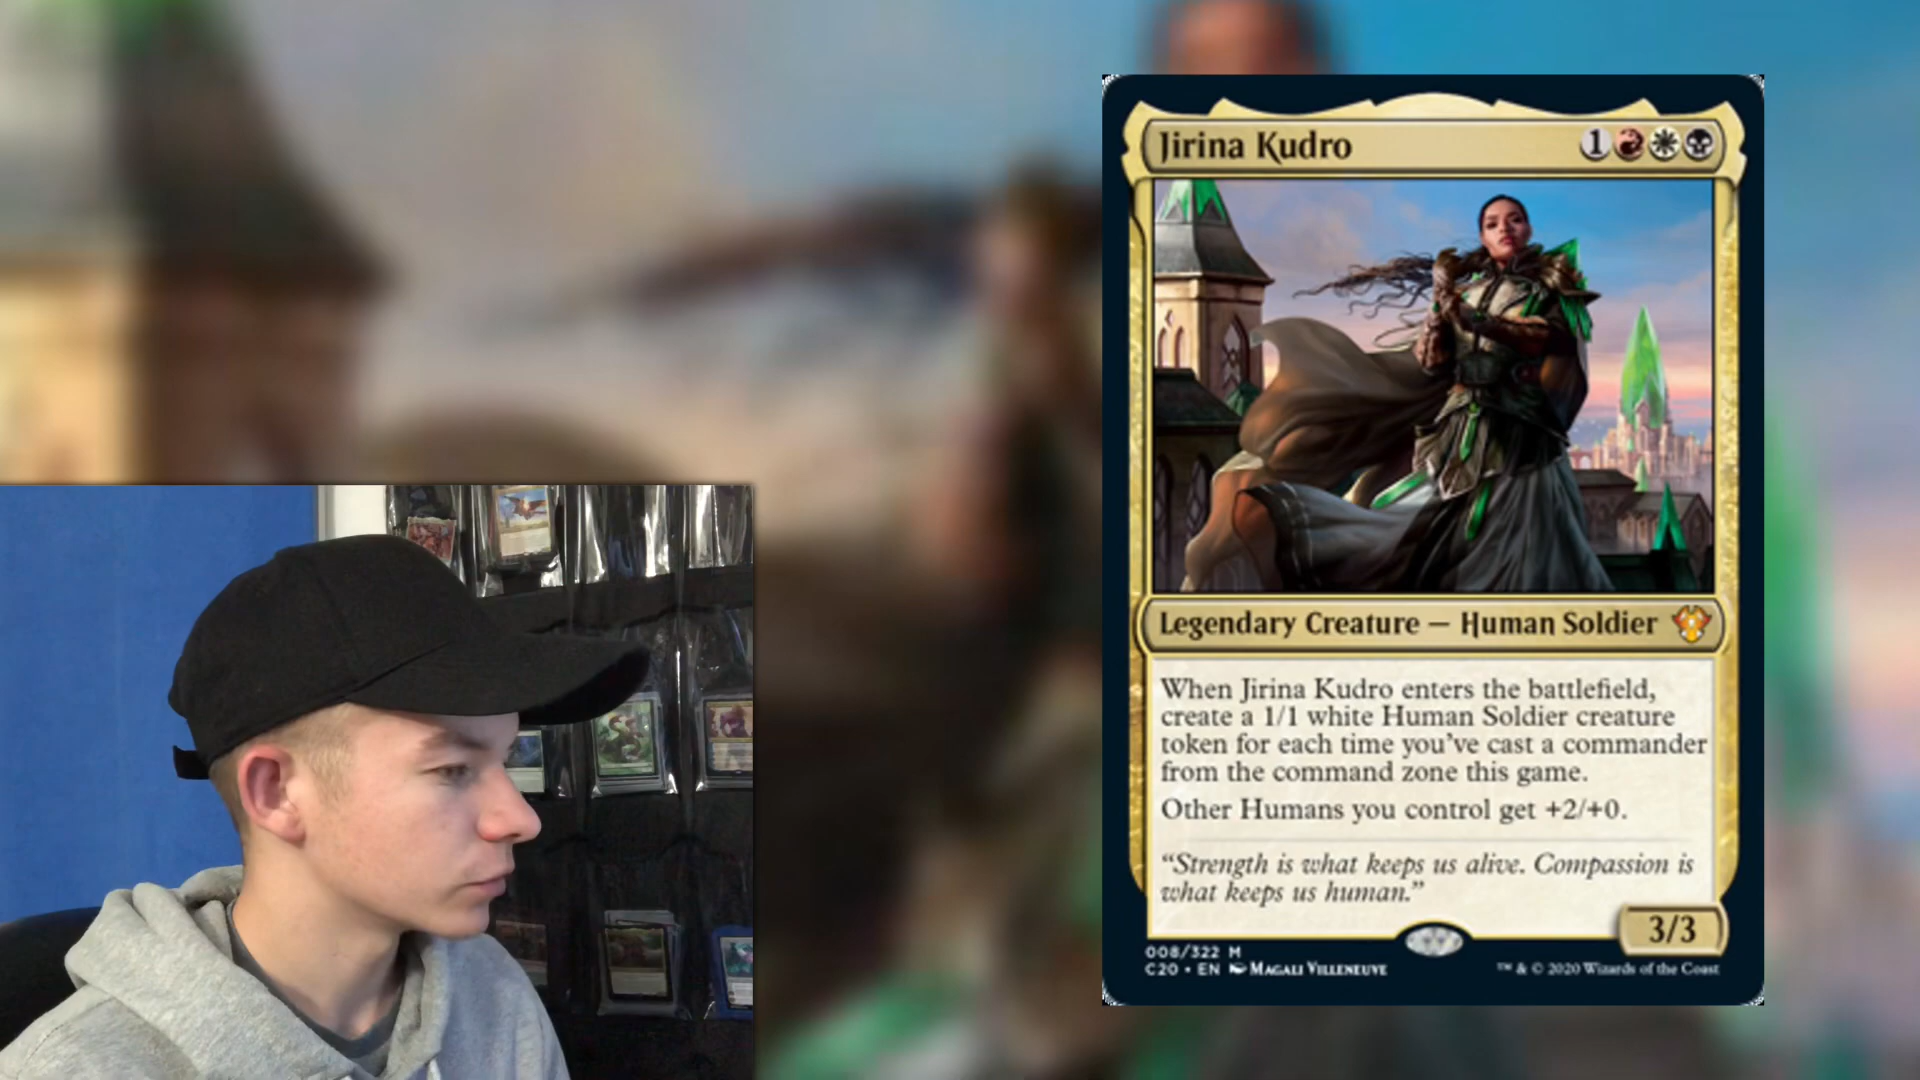 Jirina Kudro
1
Legendary Creature — Human Soldier
When Jirina Kudro enters the battlefield,
create a 1/1 white Human Soldier creature
token for each time you've cast a commander
from the command zone this game.
Other Humans you control get +2/+0.
"Strength is what keeps us alive. Compassion is
what keeps us human."
3/3
008/322 M
C20 • EN MAGALI VILLENEUVE
™ & © 2020 Wizards of the Coast